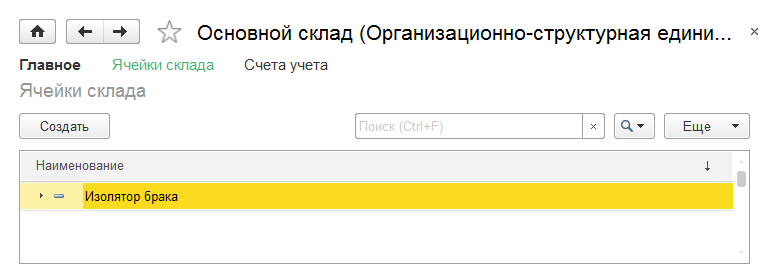 Основной склад (Организационно-структурная едини...
Главное Ячейки склада Счета учета
Ячейки склада
Создать Поиск (Ctrl+F) × Еще
Наименование ↓
Изолятор брака